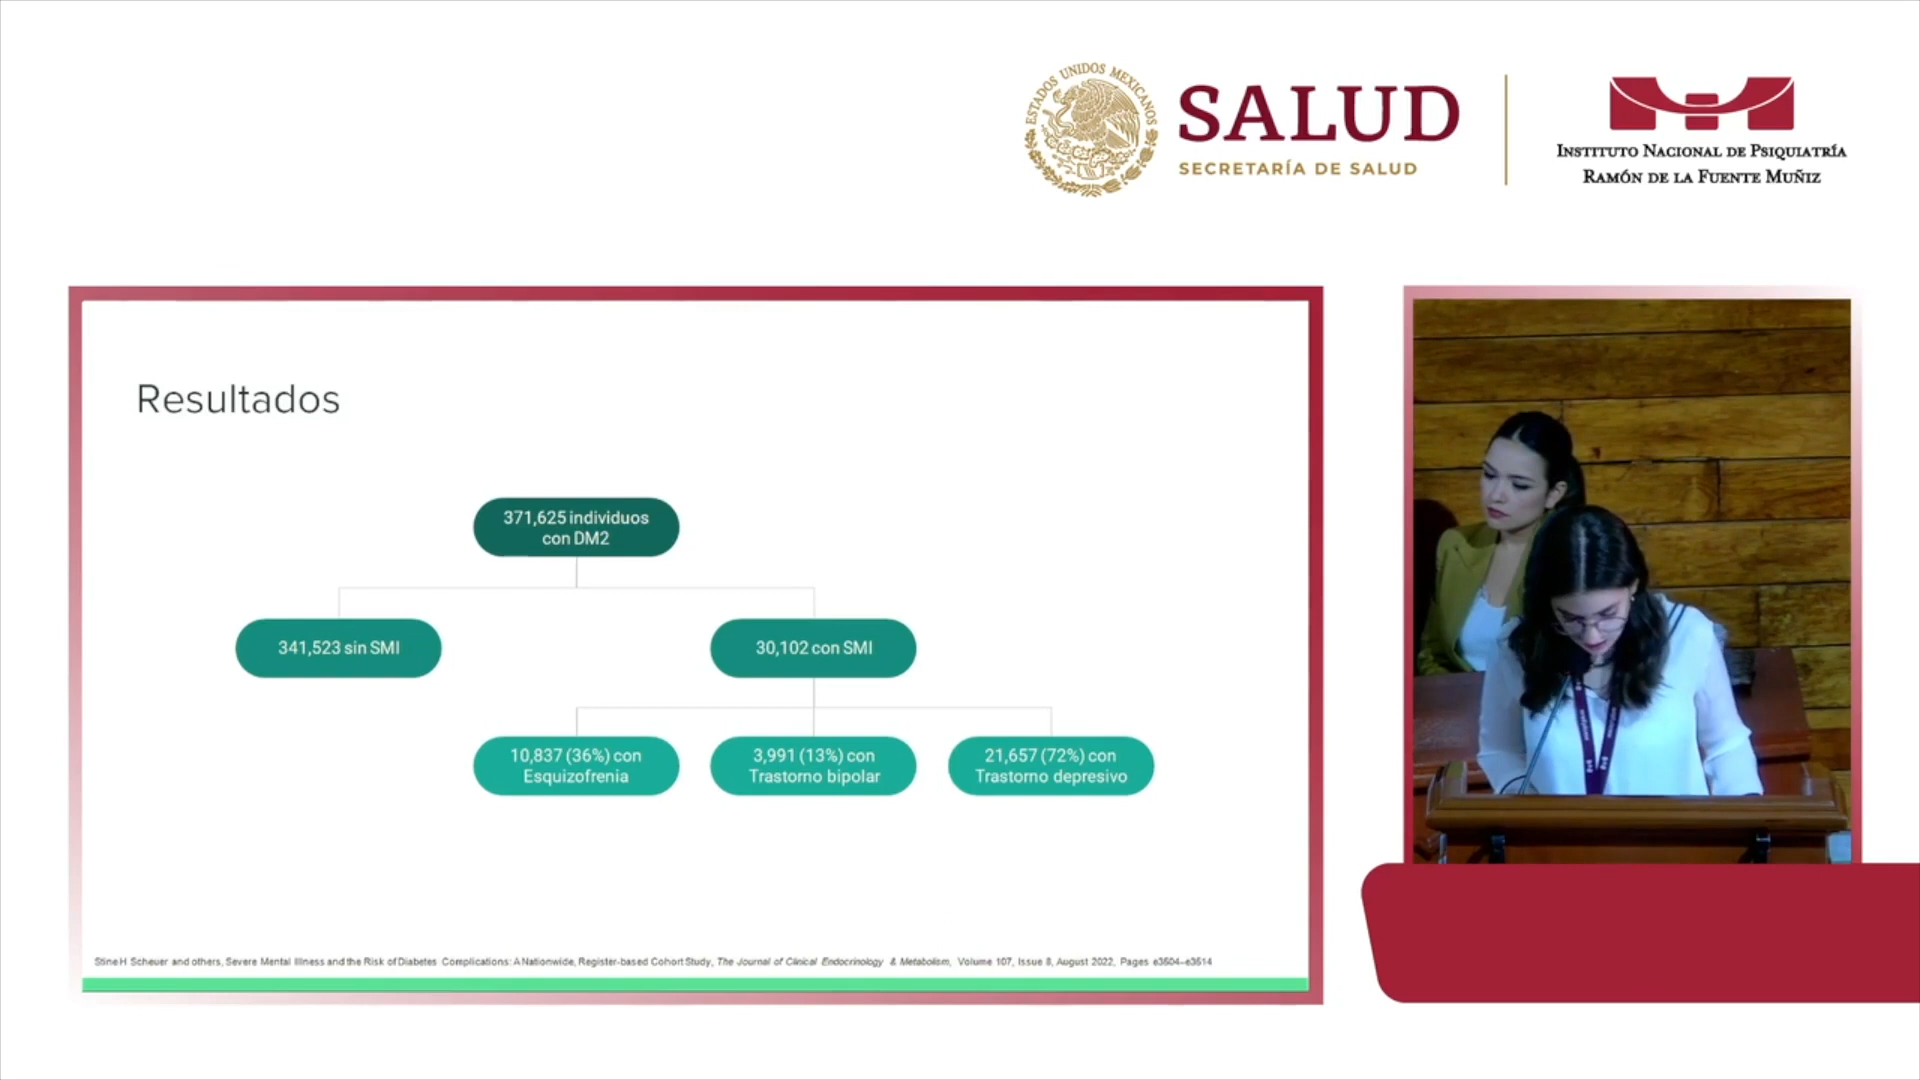 ESTADOS UNIDOS MEXICANOS
SALUD
SECRETARÍA DE SALUD
INSTITUTO NACIONAL DE PSIQUIATRÍA
RAMÓN DE LA FUENTE MUÑIZ
Resultados
371,625 individuos
con DM2
341,523 sin SMI
30,102 con SMI
10,837 (36%) con
Esquizofrenia
3,991 (13%) con
Trastorno bipolar
21,657 (72%) con
Trastorno depresivo
Stine H Scheuer and others, Severe Mental Illness and the Risk of Diabetes Complications: A Nationwide, Register-based Cohort Study, The Journal of Clinical Endocrinology & Metabolism, Volume 107, Issue 8, August 2022, Pages e3504–e3514